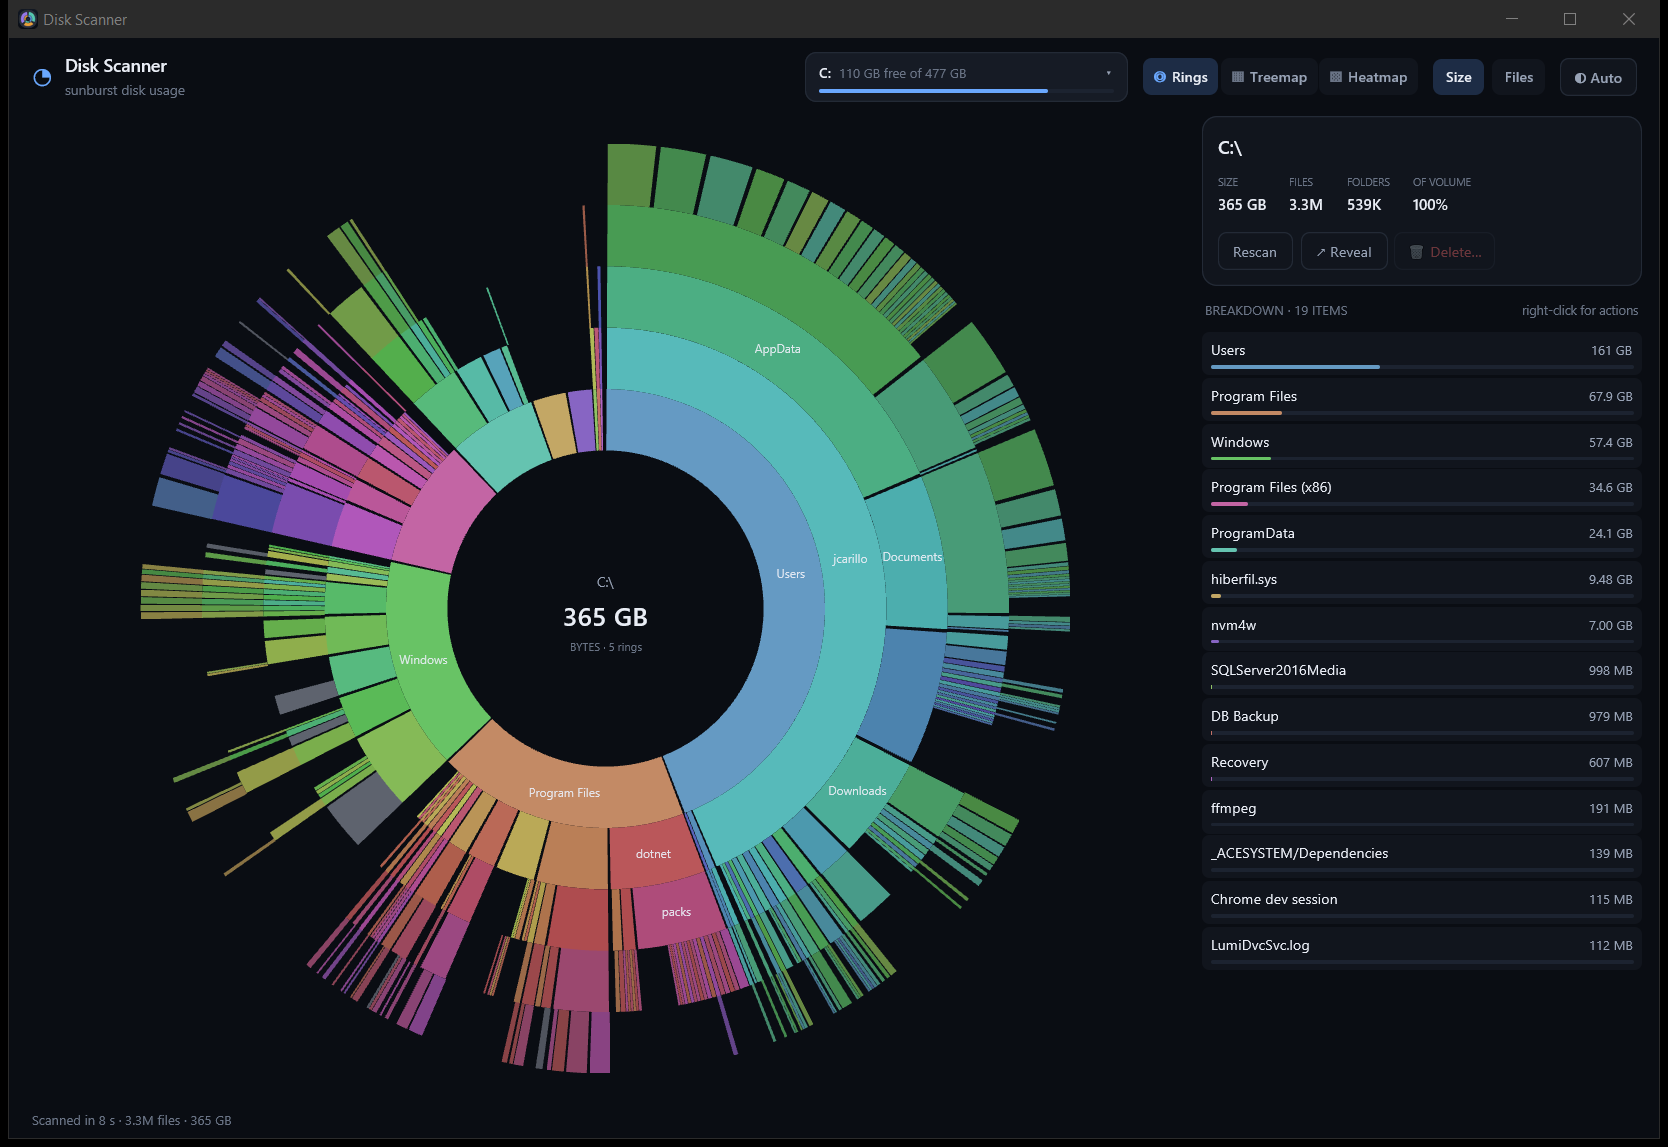 Disk Scanner
Disk Scanner
sunburst disk usage
C: 110 GB free of 477 GB
Rings
Treemap
Heatmap
Size
Files
Auto
C:\
SIZE FILES FOLDERS OF VOLUME
365 GB 3.3M 539K 100%
Rescan
↗ Reveal
Delete...
BREAKDOWN · 19 ITEMS
right-click for actions
Users 161 GB
Program Files 67.9 GB
Windows 57.4 GB
Program Files (x86) 34.6 GB
ProgramData 24.1 GB
hiberfil.sys 9.48 GB
nvm4w 7.00 GB
SQLServer2016Media 998 MB
DB Backup 979 MB
Recovery 607 MB
ffmpeg 191 MB
_ACESYSTEM/Dependencies 139 MB
Chrome dev session 115 MB
LumiDvcSvc.log 112 MB
AppData
Documents
jcarillo
Users
C:\
365 GB
BYTES · 5 rings
Windows
Downloads
Program Files
dotnet
packs
Scanned in 8 s · 3.3M files · 365 GB